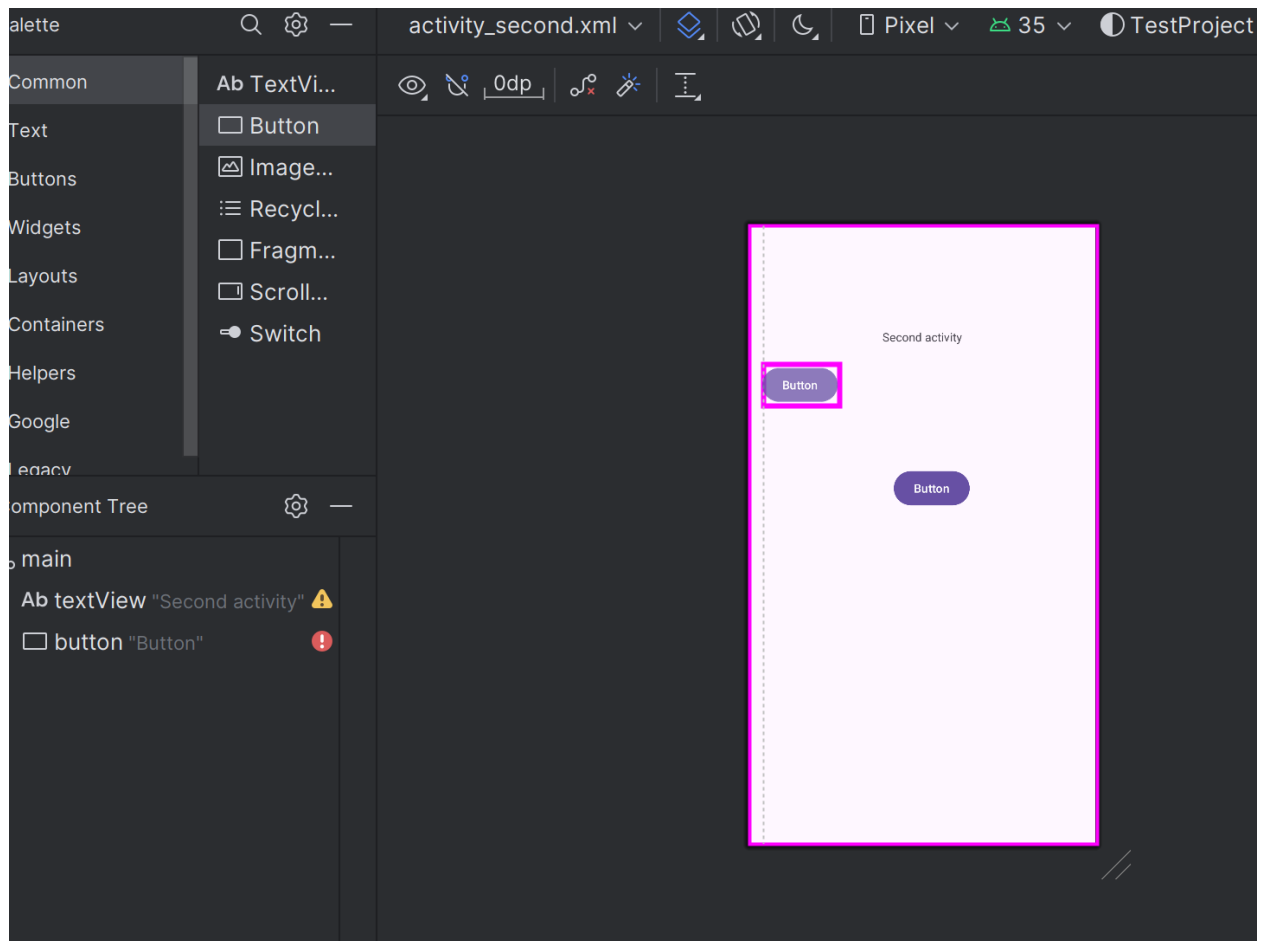 alette
activity_second.xml
Pixel
35
TestProject
Common
Text
Buttons
Widgets
Layouts
Containers
Helpers
Google
Legacy
Ab TextVi...
Button
Image...
Recycl...
Fragm...
Scroll...
Switch
0dp
Second activity
Button
Button
omponent Tree
main
Ab textView "Second activity"
button "Button"